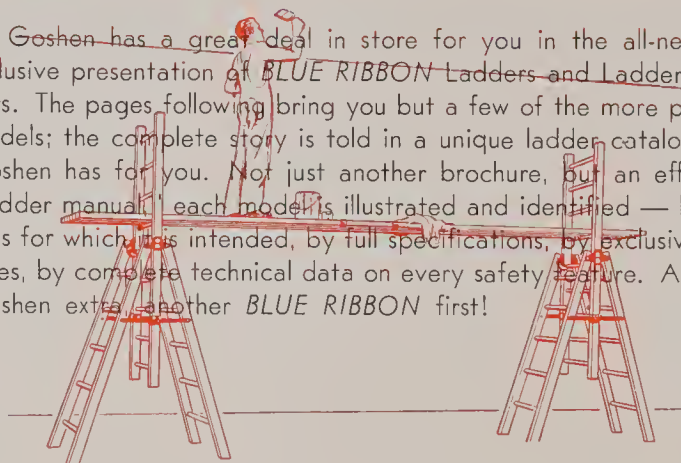 Goshen has a great deal in store for you in the all-ne
lusive presentation of BLUE RIBBON Ladders and Ladder
s. The pages following bring you but a few of the more p
dels; the complete story is told in a unique ladder catalo
oshen has for you. Not just another brochure, but an eff
dder manual," each model is illustrated and identified —
s for which it is intended, by full specifications, by exclusiv
es, by complete technical data on every safety feature. A
oshen extra, another BLUE RIBBON first!